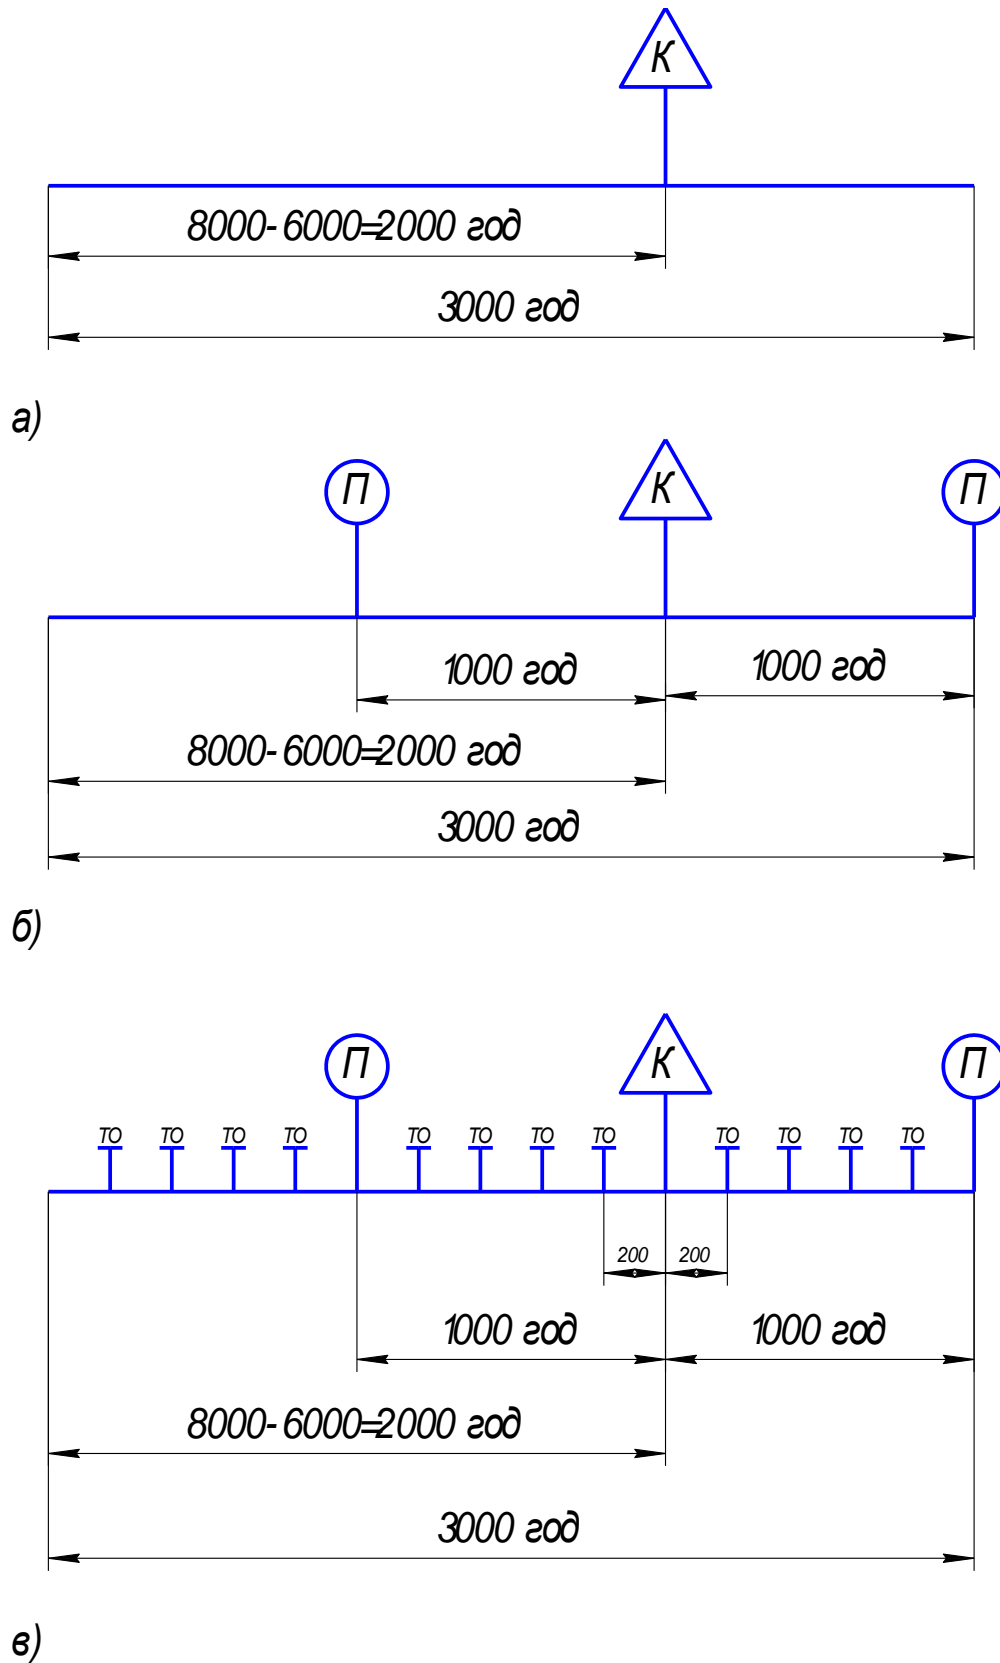 К
8000-6000=2000 год
3000 год
а)
П К П
1000 год 1000 год
8000-6000=2000 год
3000 год
б)
П К П
ТО ТО ТО ТО ТО ТО ТО ТО ТО ТО ТО ТО
200 200
1000 год 1000 год
8000-6000=2000 год
3000 год
в)